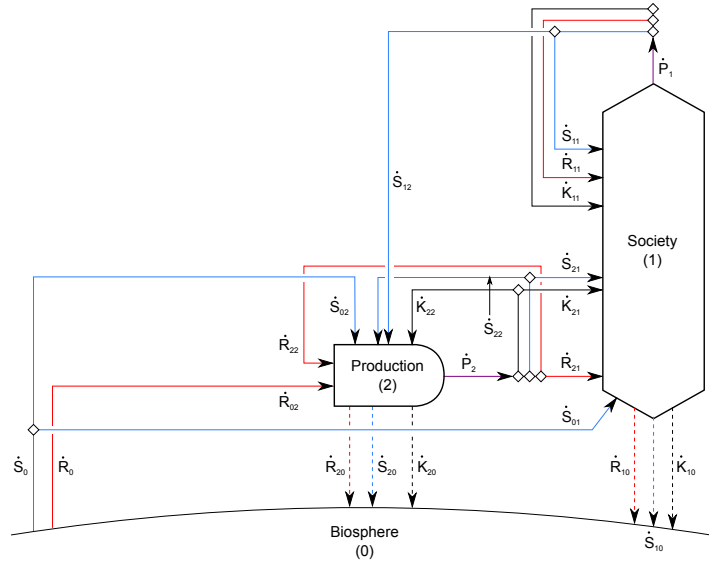 Ṗ₁
Ṡ₁₁
Ṙ₁₁
Ṡ₁₂
K̇₁₁
Society
(1)
Ṡ₂₁
Ṡ₀₂
K̇₂₂
K̇₂₁
Ṡ₂₂
Ṙ₂₂
Production
(2)
Ṗ₂
Ṙ₂₁
Ṙ₀₂
Ṡ₀₁
Ṡ₀
Ṙ₀
Ṙ₂₀
Ṡ₂₀
K̇₂₀
Ṙ₁₀
K̇₁₀
Biosphere
(0)
Ṡ₁₀